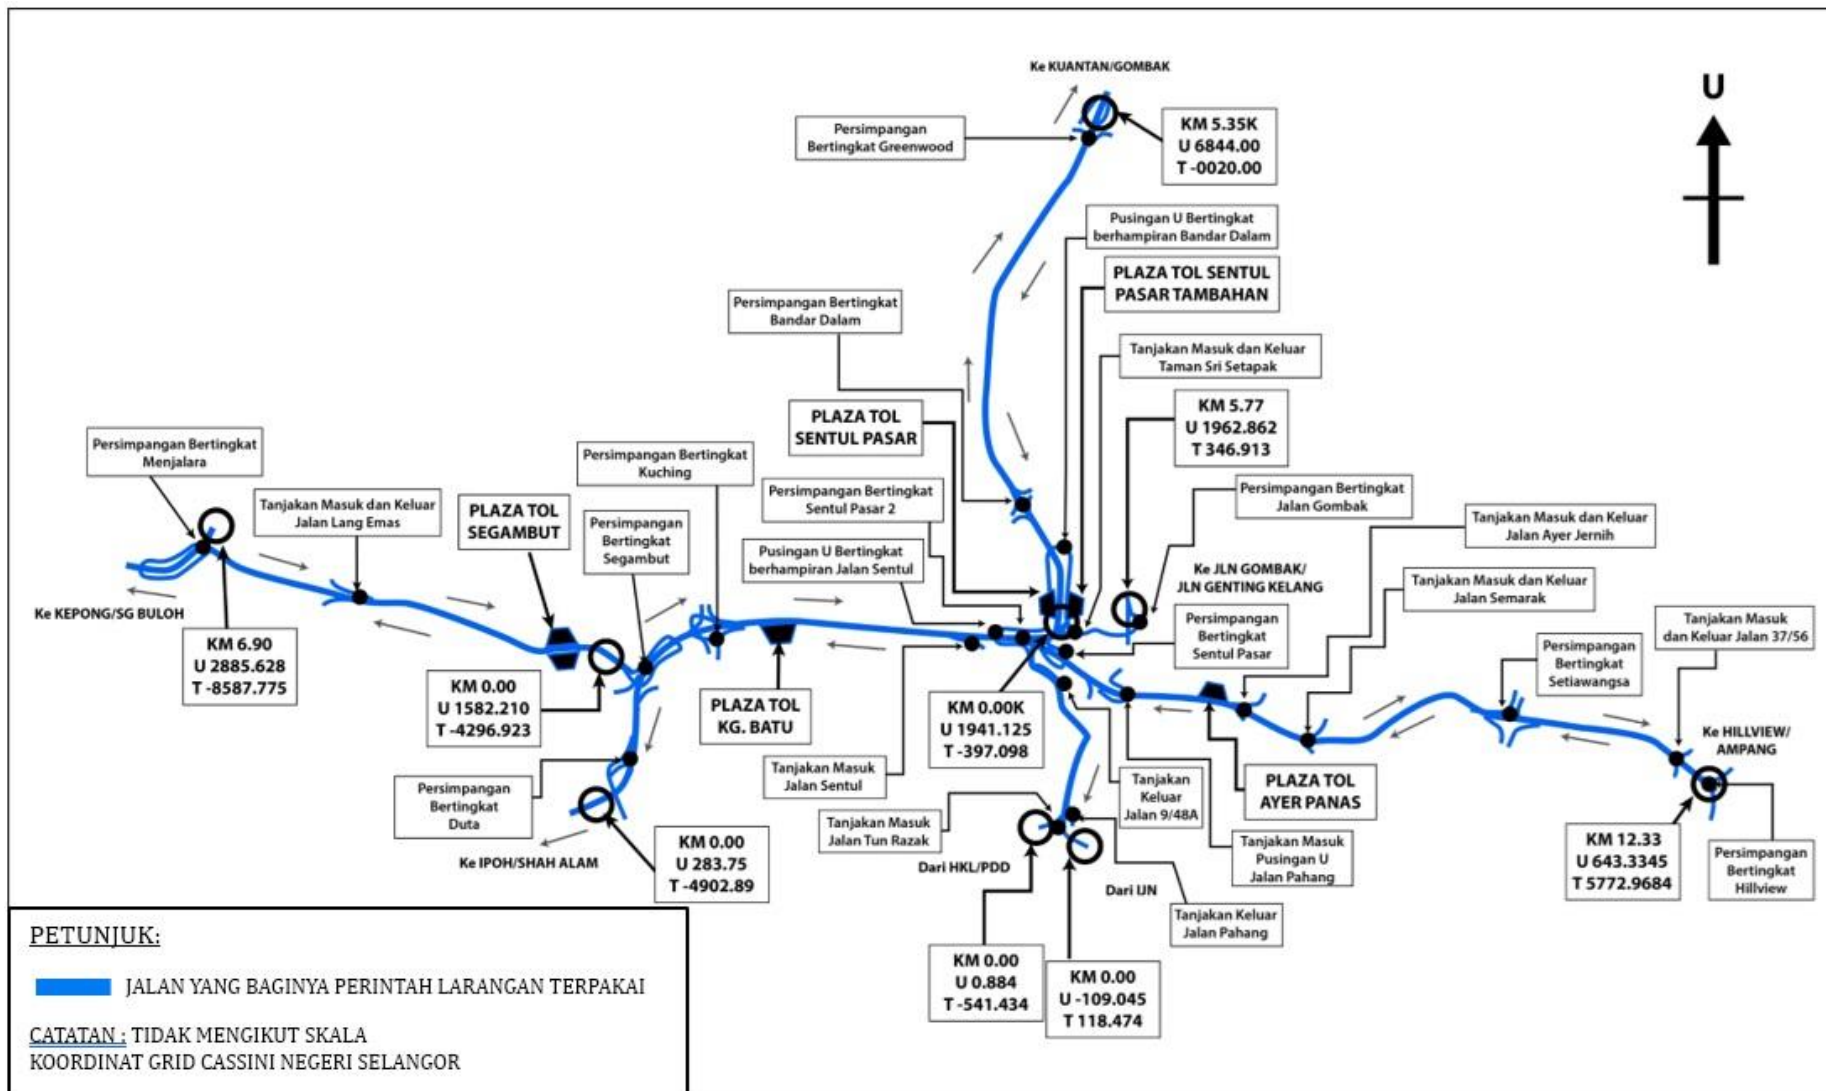 Ke KUANTAN/GOMBAK
U
Persimpangan
Bertingkat Greenwood
KM 5.35K
U 6844.00
T -0020.00
Pusingan U Bertingkat
berhampiran Bandar Dalam
PLAZA TOL SENTUL
PASAR TAMBAHAN
Persimpangan Bertingkat
Bandar Dalam
Tanjakan Masuk dan Keluar
Taman Sri Setapak
PLAZA TOL
SENTUL PASAR
KM 5.77
U 1962.862
T 346.913
Persimpangan Bertingkat
Menjalara
Persimpangan Bertingkat
Kuching
Tanjakan Masuk dan Keluar
Jalan Lang Emas
PLAZA TOL
SEGAMBUT
Persimpangan
Bertingkat
Segambut
Persimpangan Bertingkat
Sentul Pasar 2
Pusingan U Bertingkat
berhampiran Jalan Sentul
Persimpangan Bertingkat
Jalan Gombak
Tanjakan Masuk dan Keluar
Jalan Ayer Jernih
Ke JLN GOMBAK/
JLN GENTING KELANG
Tanjakan Masuk dan Keluar
Jalan Semarak
Ke KEPONG/SG BULOH
Persimpangan
Bertingkat
Sentul Pasar
Tanjakan Masuk
dan Keluar Jalan 37/56
Persimpangan
Bertingkat
Setiawangsa
KM 6.90
U 2885.628
T -8587.775
KM 0.00
U 1582.210
T -4296.923
PLAZA TOL
KG. BATU
KM 0.00K
U 1941.125
T -397.098
Ke HILLVIEW/
AMPANG
Persimpangan
Bertingkat
Duta
Tanjakan Masuk
Jalan Sentul
Tanjakan
Keluar
Jalan 9/48A
PLAZA TOL
AYER PANAS
Tanjakan Masuk
Jalan Tun Razak
Tanjakan Masuk
Pusingan U
Jalan Pahang
KM 12.33
U 643.3345
T 5772.9684
Persimpangan
Bertingkat
Hillview
Ke IPOH/SHAH ALAM
KM 0.00
U 283.75
T -4902.89
Dari HKL/PDD
Dari IJN
Tanjakan Keluar
Jalan Pahang
KM 0.00
U 0.884
T -541.434
KM 0.00
U -109.045
T 118.474
PETUNJUK:
JALAN YANG BAGINYA PERINTAH LARANGAN TERPAKAI
CATATAN : TIDAK MENGIKUT SKALA
KOORDINAT GRID CASSINI NEGERI SELANGOR